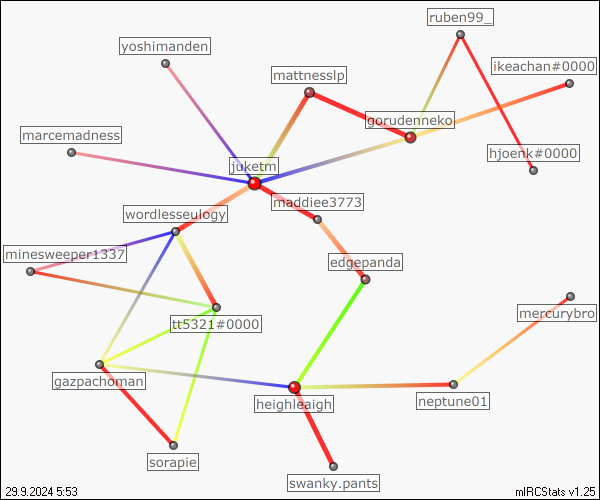 ruben99_
yoshimanden
ikeachan#0000
mattnesslp
gorudenneko
marcemadness
hjoenk#0000
juketm
maddiee3773
wordlesseulogy
minesweeper1337
edgepanda
mercurybro
tt5321#0000
gazpachoman
neptune01
heighleaigh
sorapie
swanky.pants
29.9.2024 5:53
mIRCStats v1.25